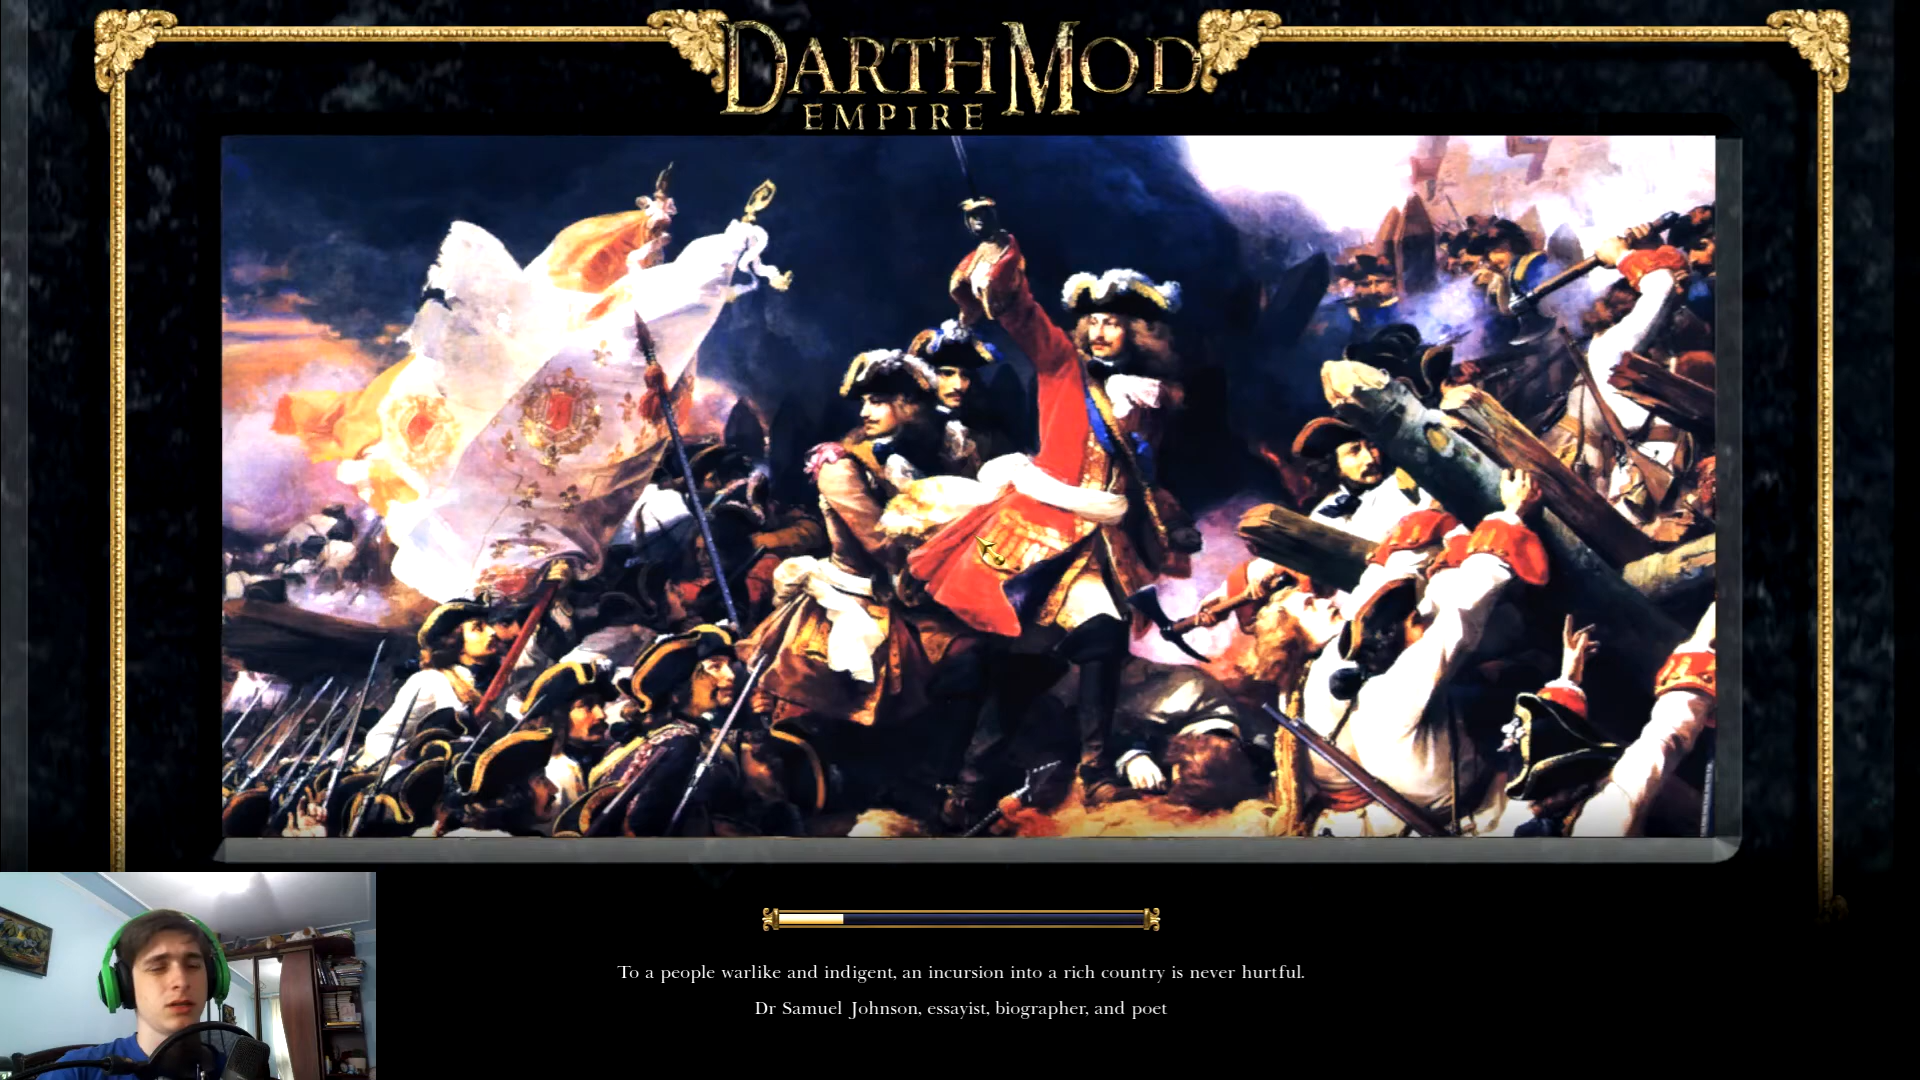 DARTHMOD
EMPIRE
To a people warlike and indigent, an incursion into a rich country is never hurtful.
Dr Samuel Johnson, essayist, biographer, and poet